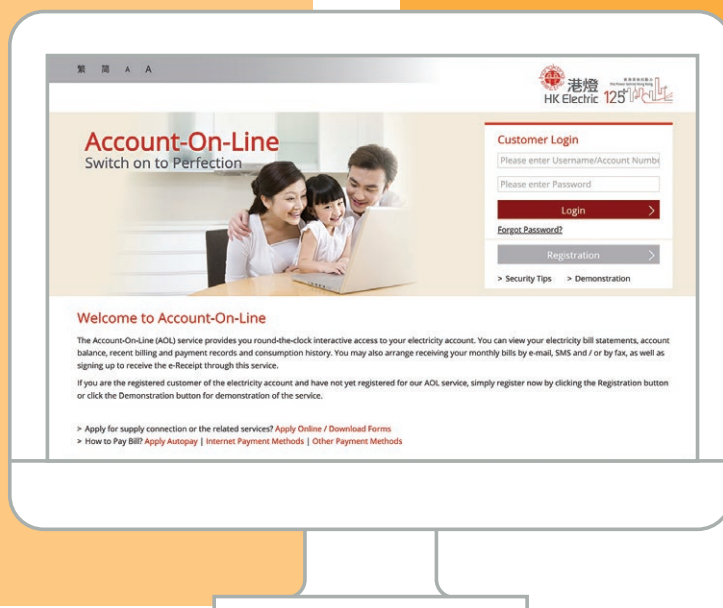 繁 简 A A
港燈
HK Electric 125
Account-On-Line
Switch on to Perfection
Customer Login
Please enter Username/Account Numbe
Please enter Password
Login
Forgot Password?
Registration
> Security Tips > Demonstration
Welcome to Account-On-Line
The Account-On-Line (AOL) service provides you round-the-clock interactive access to your electricity account. You can view your electricity bill statements, account
balance, recent billing and payment records and consumption history. You may also arrange receiving your monthly bills by e-mail, SMS and / or by fax, as well as
signing up to receive the e-Receipt through this service.
If you are the registered customer of the electricity account and have not yet registered for our AOL service, simply register now by clicking the Registration button
or click the Demonstration button for demonstration of the service.
> Apply for supply connection or the related services? Apply Online / Download Forms
> How to Pay Bill? Apply Autopay | Internet Payment Methods | Other Payment Methods